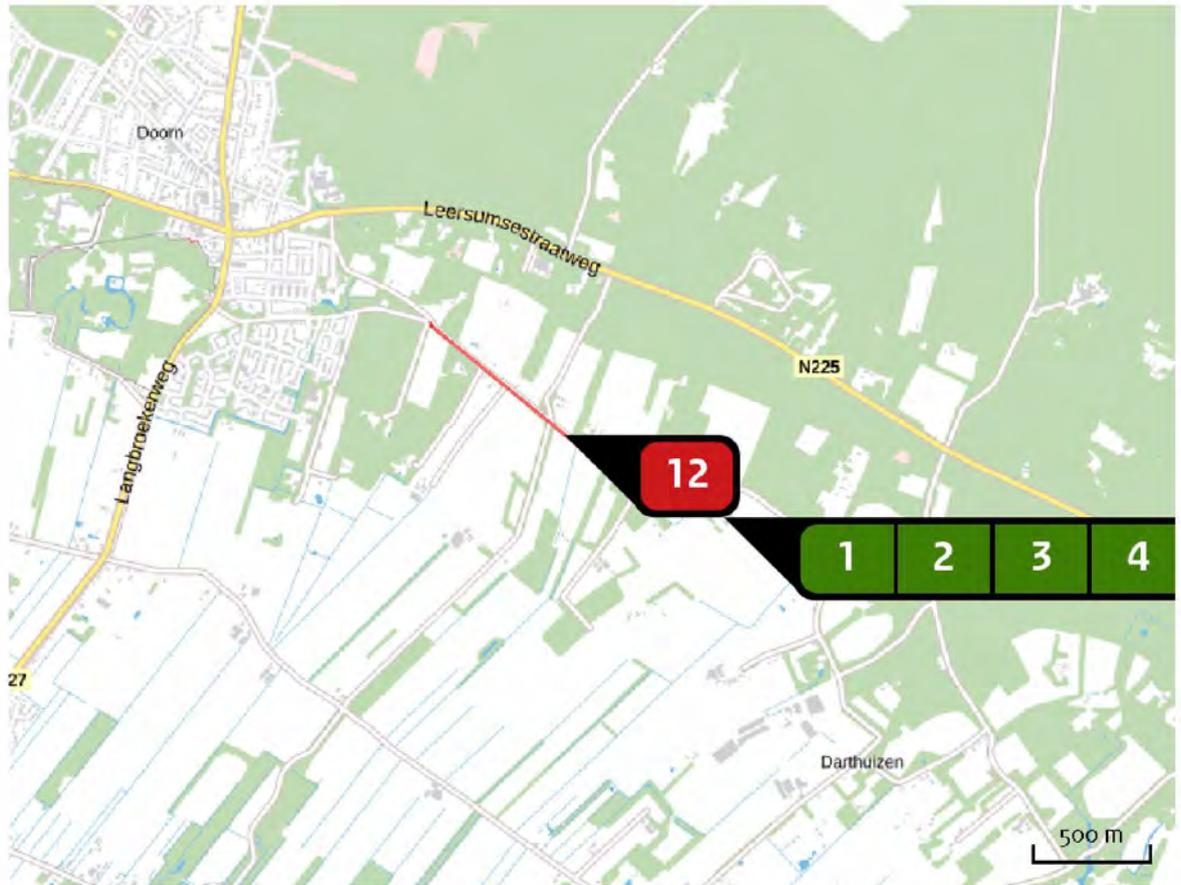 Doorn
Leersumsestraatweg
N225
Langbroekerweg
12
1 2 3 4
27
Darthuizen
500 m